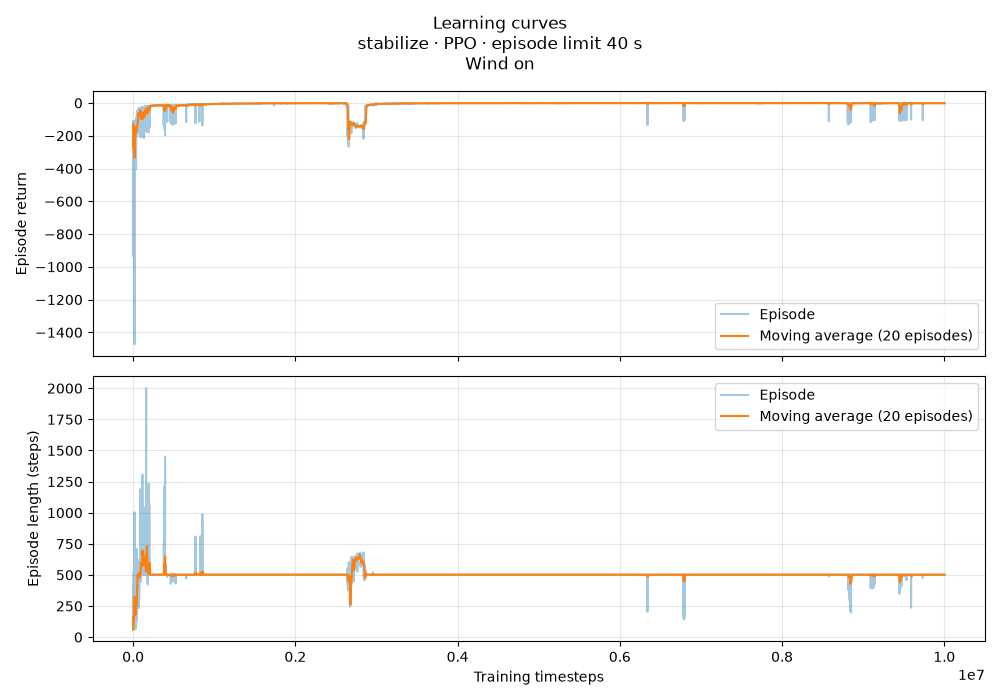 Learning curves
stabilize · PPO · episode limit 40 s
Wind on
Episode return
0
−200
−400
−600
−800
−1000
−1200
−1400
Episode
Moving average (20 episodes)
Episode length (steps)
2000
1750
1500
1250
1000
750
500
250
0
Episode
Moving average (20 episodes)
0.0
0.2
0.4
0.6
0.8
1.0
1e7
Training timesteps